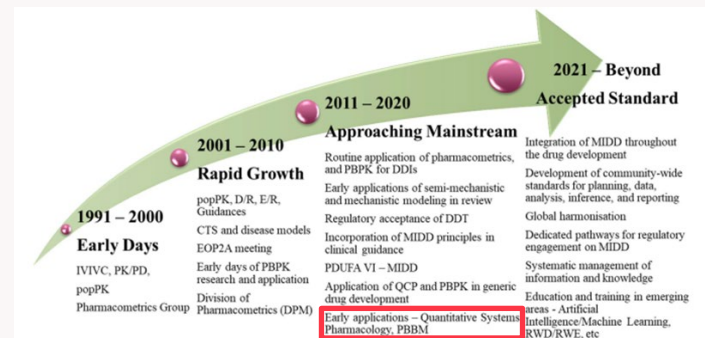 1991 – 2000
Early Days
IVIVC, PK/PD,
popPK
Pharmacometrics Group
2001 – 2010
Rapid Growth
popPK, D/R, E/R,
Guidances
CTS and disease models
EOP2A meeting
Early days of PBPK
research and application
Division of
Pharmacometrics (DPM)
2011 – 2020
Approaching Mainstream
Routine application of pharmacometrics,
and PBPK for DDIs
Early applications of semi-mechanistic
and mechanistic modeling in review
Regulatory acceptance of DDT
Incorporation of MIDD principles in
clinical guidance
PDUFA VI – MIDD
Application of QCP and PBPK in generic
drug development
Early applications – Quantitative Systems
Pharmacology, PBBM
2021 – Beyond
Accepted Standard
Integration of MIDD throughout
the drug development
Development of community-wide
standards for planning, data,
analysis, inference, and reporting
Global harmonisation
Dedicated pathways for regulatory
engagement on MIDD
Systematic management of
information and knowledge
Education and training in emerging
areas - Artificial
Intelligence/Machine Learning,
RWD/RWE, etc